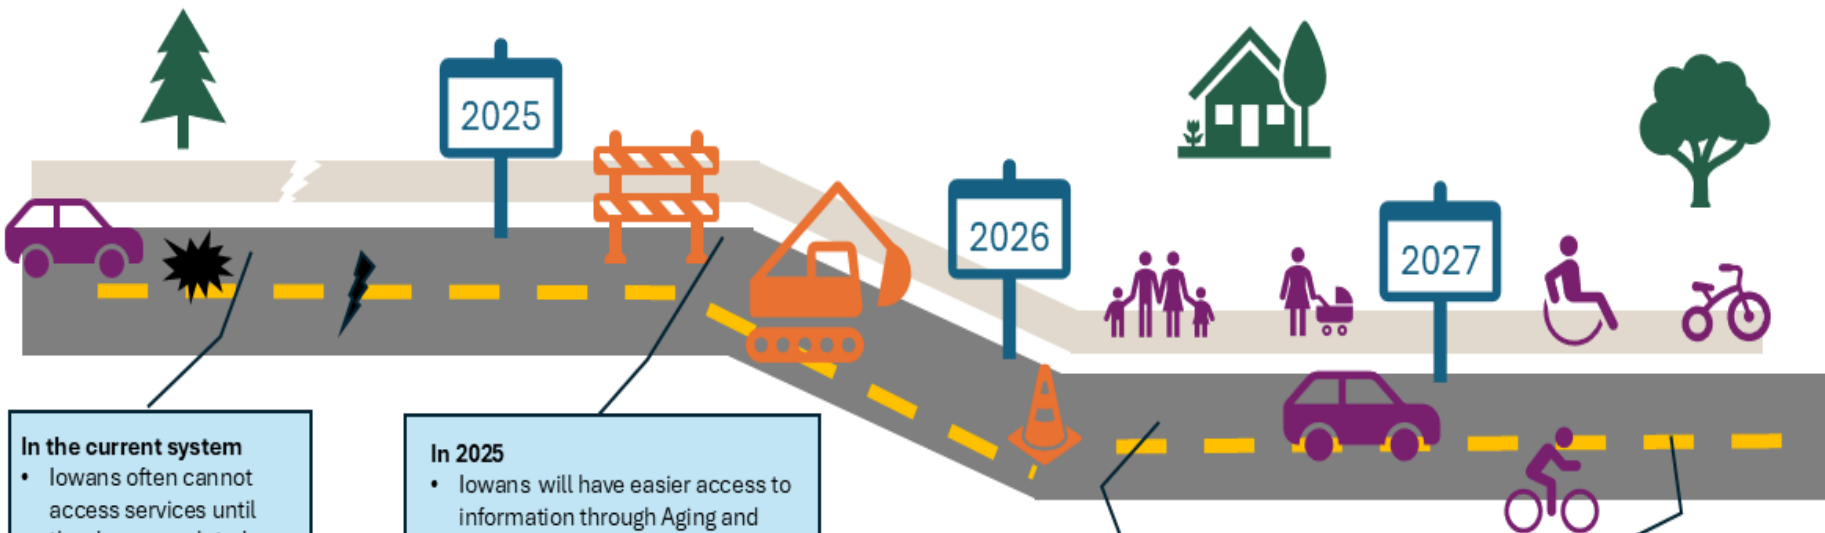 2025
2026
2027
In the current system
• Iowans often cannot
access services until
In 2025
• Iowans will have easier access to
information through Aging and